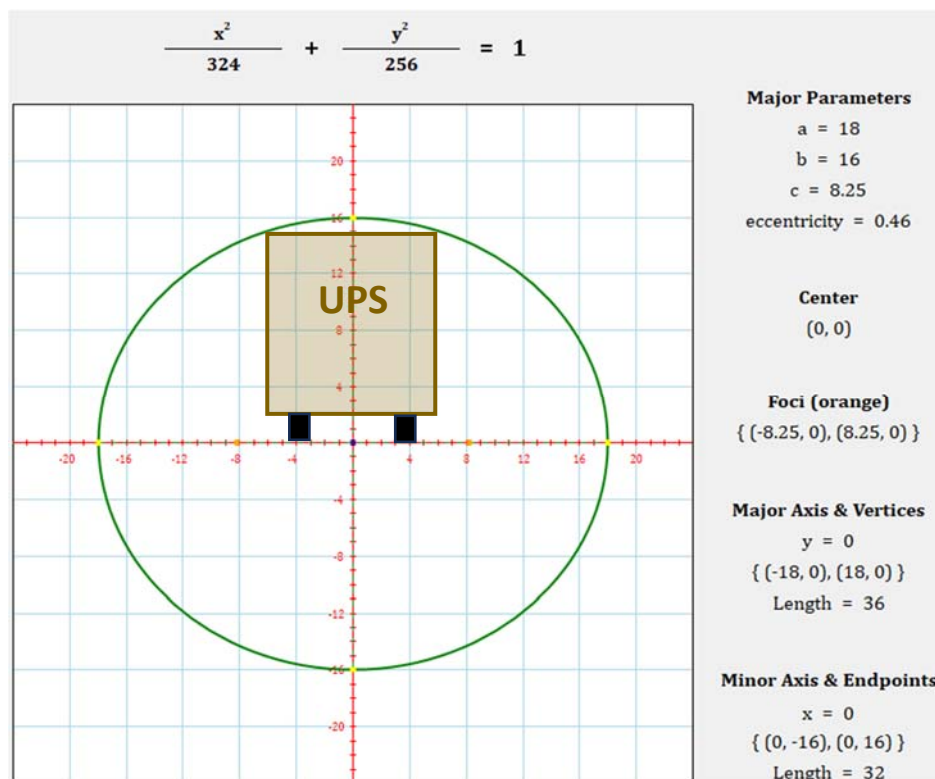 x²/324 + y²/256 = 1
Major Parameters
a = 18
b = 16
c = 8.25
eccentricity = 0.46
Center
(0, 0)
Foci (orange)
{ (-8.25, 0), (8.25, 0) }
Major Axis & Vertices
y = 0
{ (-18, 0), (18, 0) }
Length = 36
Minor Axis & Endpoints
x = 0
{ (0, -16), (0, 16) }
Length = 32
20
16
12
UPS
8
4
-20 -16 -12 -8 -4 4 8 12 16 20
-4
-8
-12
-16
-20